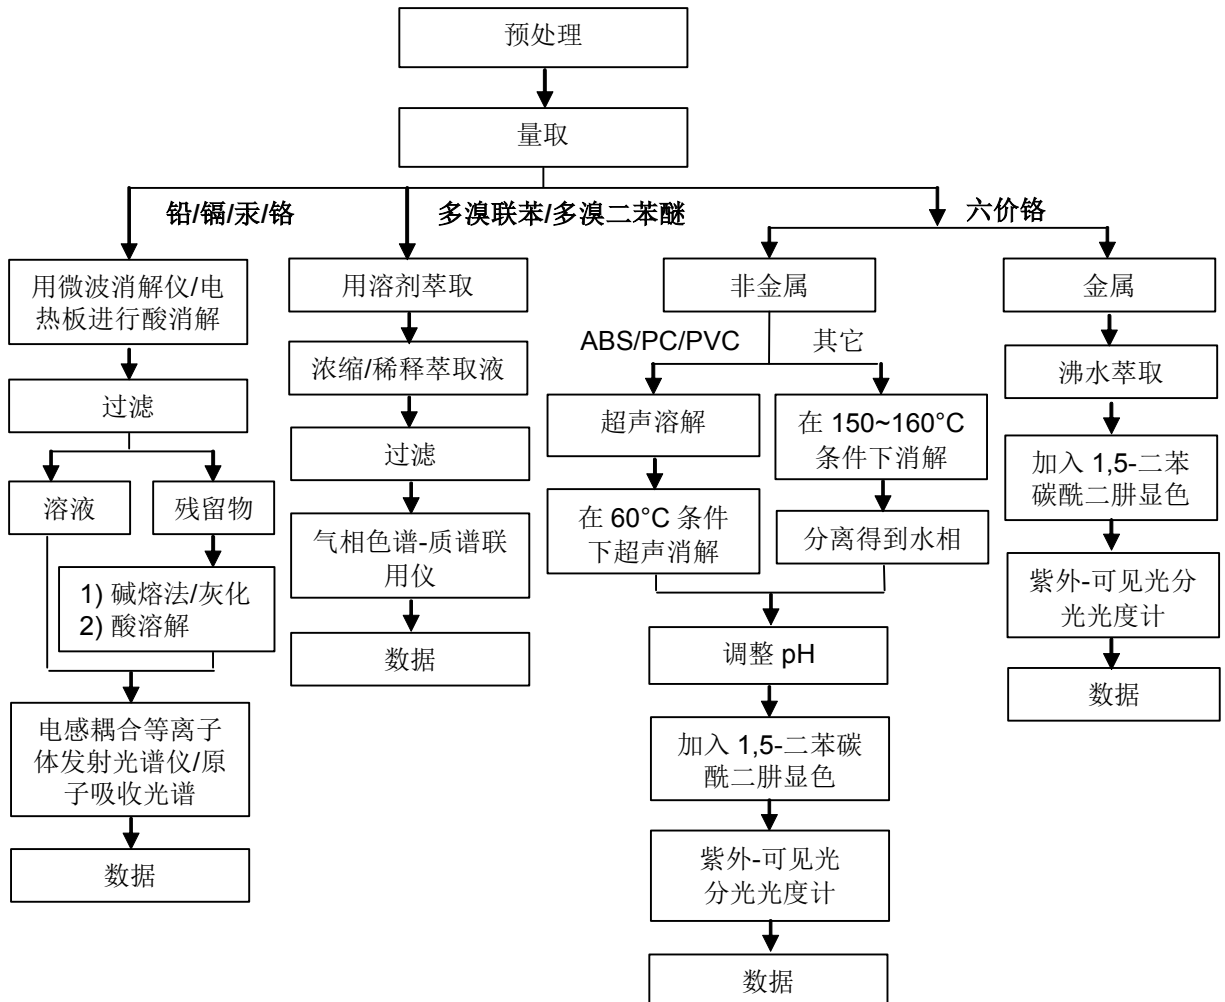 预处理
量取
铅/镉/汞/铬
多溴联苯/多溴二苯醚
六价铬
用微波消解仪/电
热板进行酸消解
过滤
溶液
残留物
1) 碱熔法/灰化
2) 酸溶解
电感耦合等离子
体发射光谱仪/原
子吸收光谱
数据
用溶剂萃取
浓缩/稀释萃取液
过滤
气相色谱-质谱联
用仪
数据
非金属
ABS/PC/PVC
其它
超声溶解
在 60°C 条件
下超声消解
在 150~160°C
条件下消解
分离得到水相
调整 pH
加入 1,5-二苯碳
酰二肼显色
紫外-可见光
分光光度计
数据
金属
沸水萃取
加入 1,5-二苯
碳酰二肼显色
紫外-可见光分
光光度计
数据